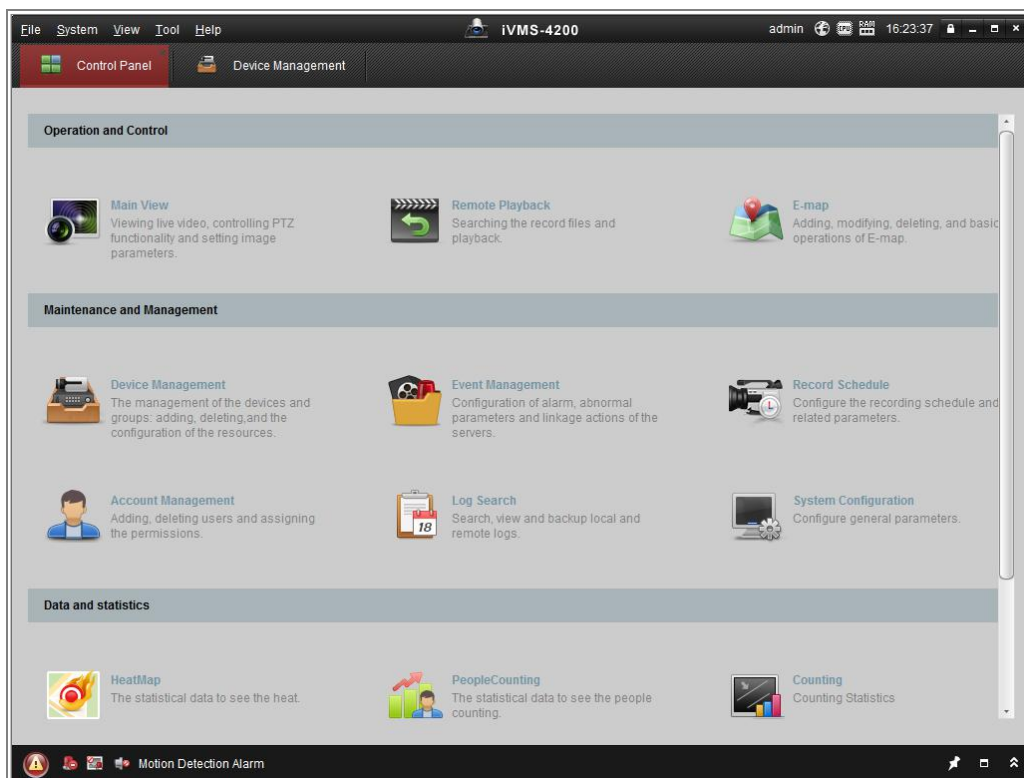 File System View Tool Help
iVMS-4200
admin
CPU
RAM
16:23:37
Control Panel
Device Management
Operation and Control
Main View
Viewing live video, controlling PTZ
functionality and setting image
parameters.
Remote Playback
Searching the record files and
playback.
E-map
Adding, modifying, deleting, and basic
operations of E-map.
Maintenance and Management
Device Management
The management of the devices and
groups: adding, deleting,and the
configuration of the resources.
Event Management
Configuration of alarm, abnormal
parameters and linkage actions of the
servers.
Record Schedule
Configure the recording schedule and
related parameters.
Account Management
Adding, deleting users and assigning
the permissions.
18
Log Search
Search, view and backup local and
remote logs.
System Configuration
Configure general parameters.
Data and statistics
HeatMap
The statistical data to see the heat.
PeopleCounting
The statistical data to see the people
counting.
Counting
Counting Statistics
Motion Detection Alarm